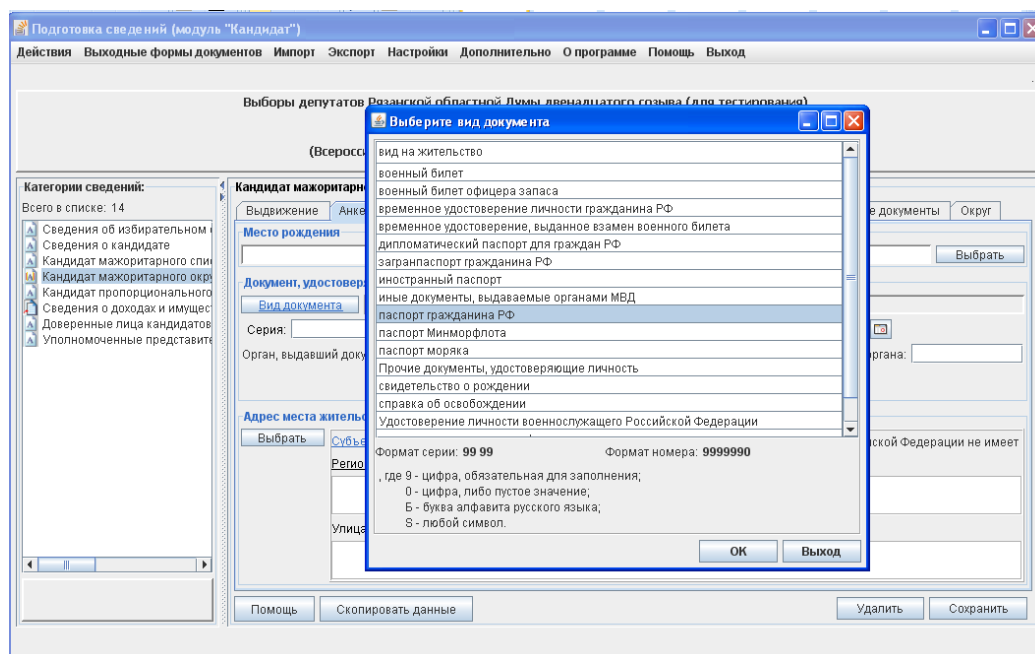 Подготовка сведений (модуль "Кандидат")
Действия Выходные формы документов Импорт Экспорт Настройки Дополнительно О программе Помощь Выход
Выборы депутатов Рязанской областной Думы двенадцатого созыва (для тестирования)
(Всеросси
Категории сведений:
Всего в списке: 14
Сведения об избирательном
Сведения о кандидате
Кандидат мажоритарного спи
Кандидат мажоритарного окру
Кандидат пропорционального
Сведения о доходах и имущес
Доверенные лица кандидатов
Уполномоченные представите
Кандидат мажоритарн
Выдвижение Анке е документы Округ
Место рождения
Выбрать
Документ, удостовер
Вид документа
Серия:
Орган, выдавший доку ргана:
Адрес места жительс
Выбрать Субъе йской Федерации не имеет
Регио
Улица
Помощь Скопировать данные Удалить Сохранить
Выберите вид документа
вид на жительство
военный билет
военный билет офицера запаса
временное удостоверение личности гражданина РФ
временное удостоверение, выданное взамен военного билета
дипломатический паспорт для граждан РФ
загранпаспорт гражданина РФ
иностранный паспорт
иные документы, выдаваемые органами МВД
паспорт гражданина РФ
паспорт Минморфлота
паспорт моряка
Прочие документы, удостоверяющие личность
свидетельство о рождении
справка об освобождении
Удостоверение личности военнослужащего Российской Федерации
Формат серии: 99 99 Формат номера: 9999990
, где 9 - цифра, обязательная для заполнения;
0 - цифра, либо пустое значение;
Б - буква алфавита русского языка;
S - любой символ.
ОК Выход